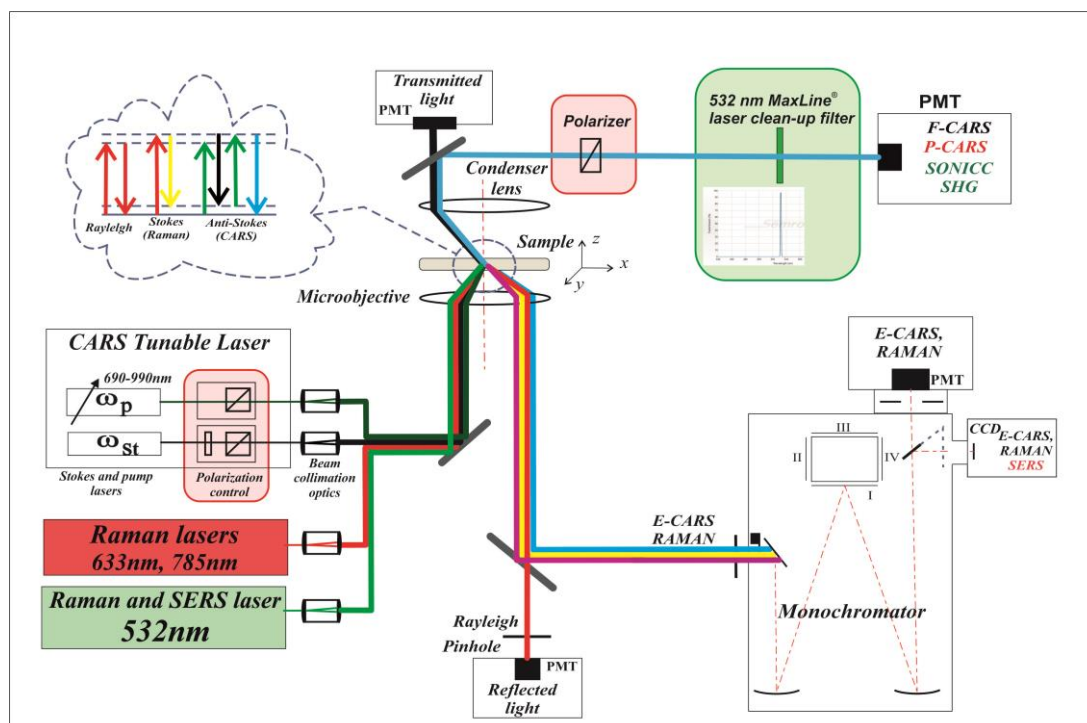 Transmitted
light
PMT
Polarizer
532 nm MaxLine®
laser clean-up filter
PMT
F-CARS
P-CARS
SONICC
SHG
Rayleigh
Stokes
(Raman)
Anti-Stokes
(CARS)
Condenser
lens
Sample
z
x
y
Microobjective
CARS Tunable Laser
690-990nm
ωp
ωSt
Stokes and pump
lasers
Polarization
control
Beam
collimation
optics
Raman lasers
633nm, 785nm
Raman and SERS laser
532nm
E-CARS
RAMAN
Rayleigh
Pinhole
PMT
Reflected
light
E-CARS,
RAMAN
PMT
III
II
IV
I
CCD
E-CARS,
RAMAN
SERS
Monochromator